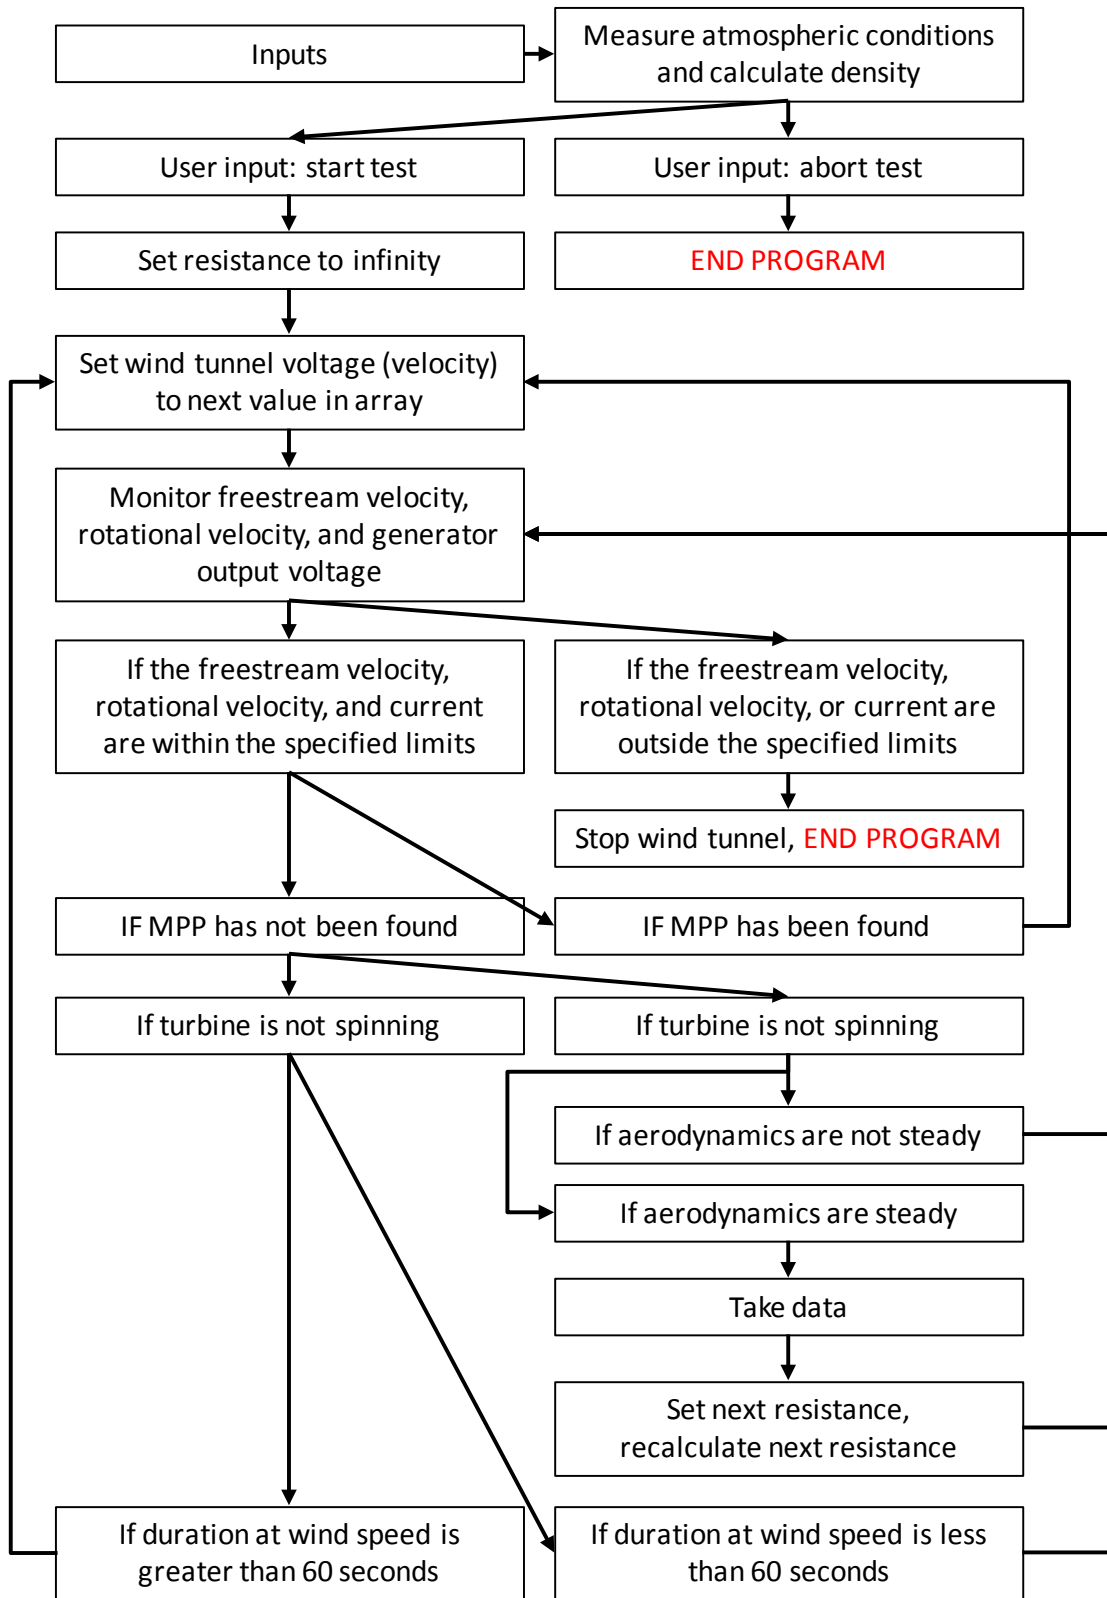 Inputs
Measure atmospheric conditions
and calculate density
User input: start test
User input: abort test
Set resistance to infinity
END PROGRAM
Set wind tunnel voltage (velocity)
to next value in array
Monitor freestream velocity,
rotational velocity, and generator
output voltage
If the freestream velocity,
rotational velocity, and current
are within the specified limits
If the freestream velocity,
rotational velocity, or current are
outside the specified limits
Stop wind tunnel, END PROGRAM
IF MPP has not been found
IF MPP has been found
If turbine is not spinning
If turbine is not spinning
If aerodynamics are not steady
If aerodynamics are steady
Take data
Set next resistance,
recalculate next resistance
If duration at wind speed is
greater than 60 seconds
If duration at wind speed is less
than 60 seconds